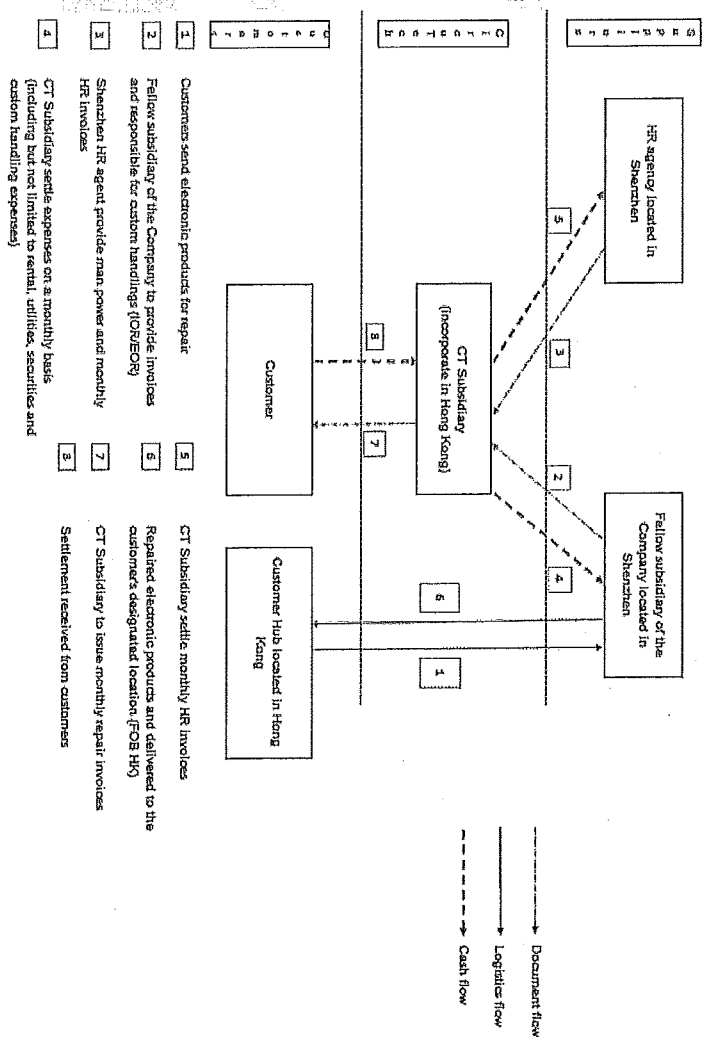 Suppliers
HR agency located in
Shenzhen
Fellow subsidiary of the
Company located in
Shenzhen
5
3
2
4
CircuTech
CT Subsidiary
(incorporate in Hong Kong)
6
1
8
7
Customers
Customer
Customer Hub located in Hong
Kong
Document flow
Logistics flow
Cash flow
1 Customers send electronic products for repair
2 Fellow subsidiary of the Company to provide invoices
and responsible for custom handlings (IOR/EOR)
3 Shenzhen HR agent provide man power and monthly
HR invoices
4 CT Subsidiary settle expenses on a monthly basis
(including but not limited to rental, utilities, securities and
custom handling expenses)
5 CT Subsidiary settle monthly HR invoices
6 Repaired electronic products and delivered to the
customer's designated location (FOB HK)
7 CT Subsidiary to issue monthly repair invoices
8 Settlement received from customers